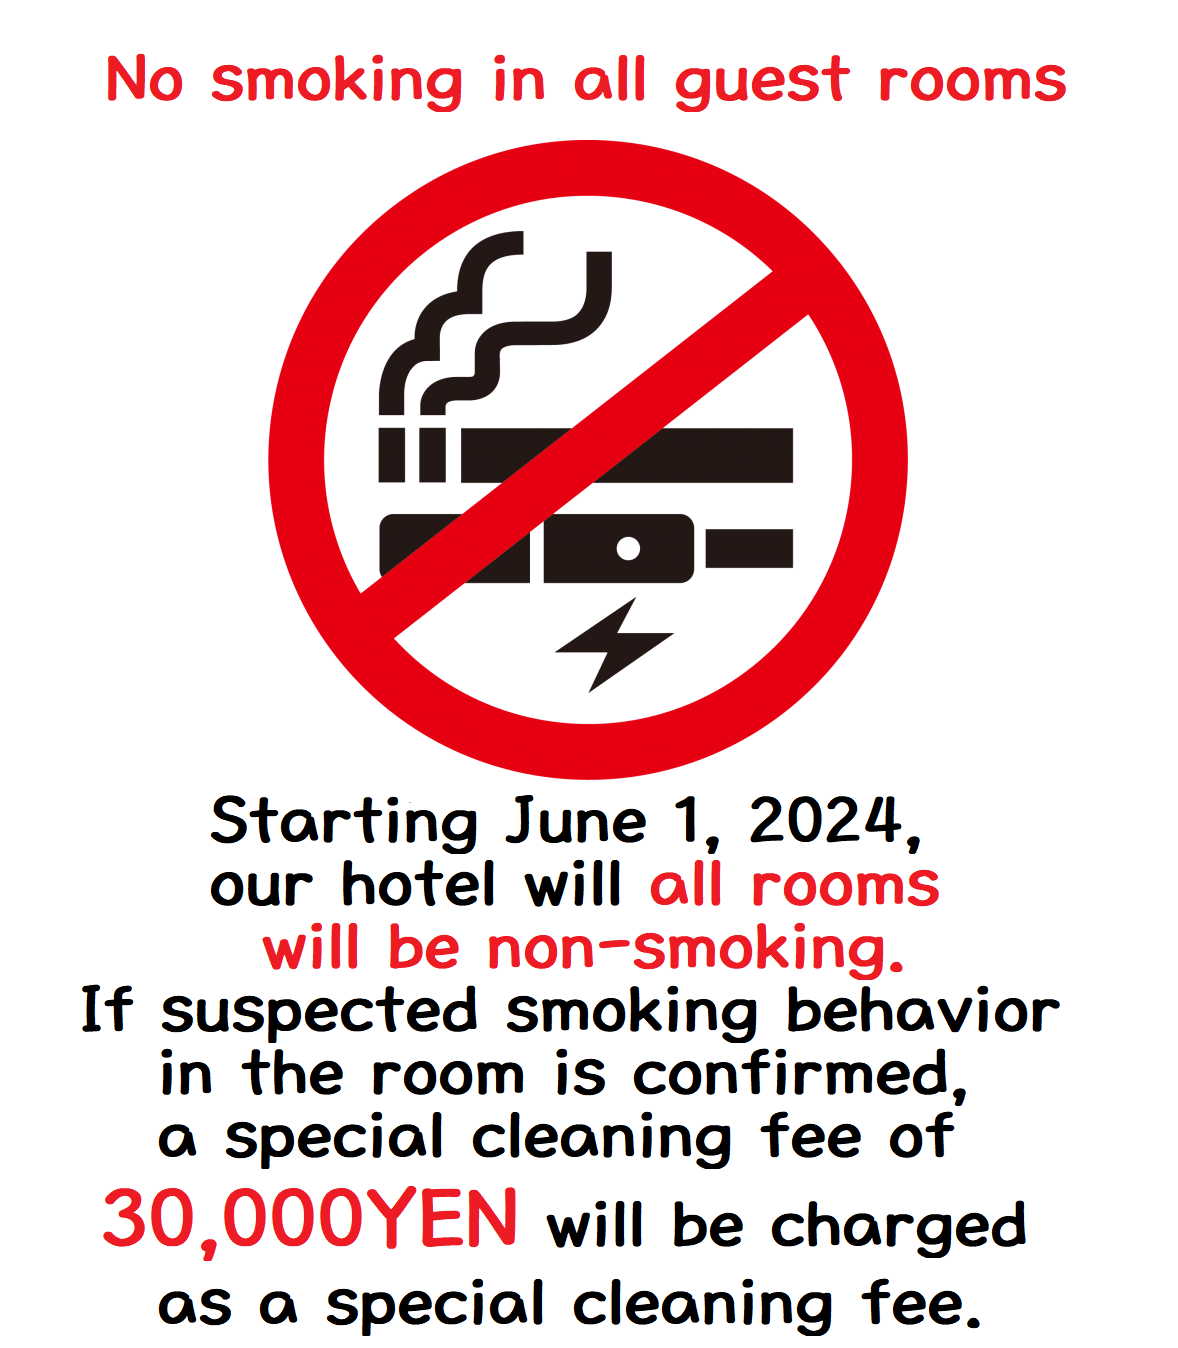 No smoking in all guest rooms
Starting June 1, 2024,
our hotel will all rooms
will be non-smoking.
If suspected smoking behavior
in the room is confirmed,
a special cleaning fee of
30,000YEN will be charged
as a special cleaning fee.